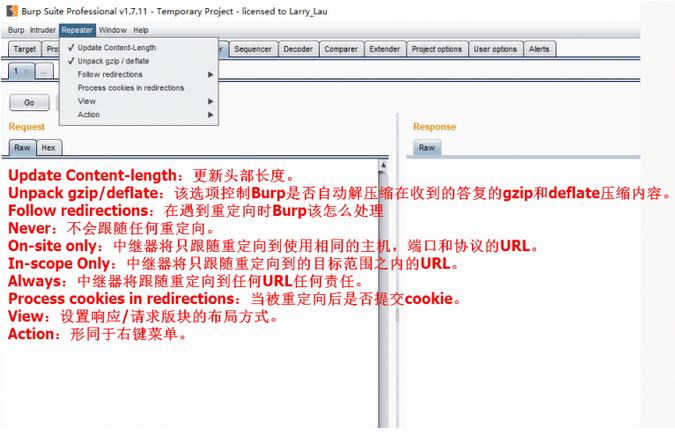 Burp Suite Professional v1.7.11 - Temporary Project - licensed to Larry_Lau
Burp Intruder Repeater Window Help
Target Sequencer Decoder Comparer Extender Project options User options Alerts
Update Content-Length
Unpack gzip / deflate
Follow redirections
Process cookies in redirections
View
Action
1 × ...
Go
Request
Response
Raw Hex
Raw
Update Content-length：更新头部长度。
Unpack gzip/deflate：该选项控制Burp是否自动解压缩在收到的答复的gzip和deflate压缩内容。
Follow redirections：在遇到重定向时Burp该怎么处理
Never：不会跟随任何重定向。
On-site only：中继器将只跟随重定向到使用相同的主机，端口和协议的URL。
In-scope Only：中继器将只跟随重定向到的目标范围之内的URL。
Always：中继器将跟随重定向到任何URL任何责任。
Process cookies in redirections：当被重定向后是否提交cookie。
View：设置响应/请求版块的布局方式。
Action：形同于右键菜单。